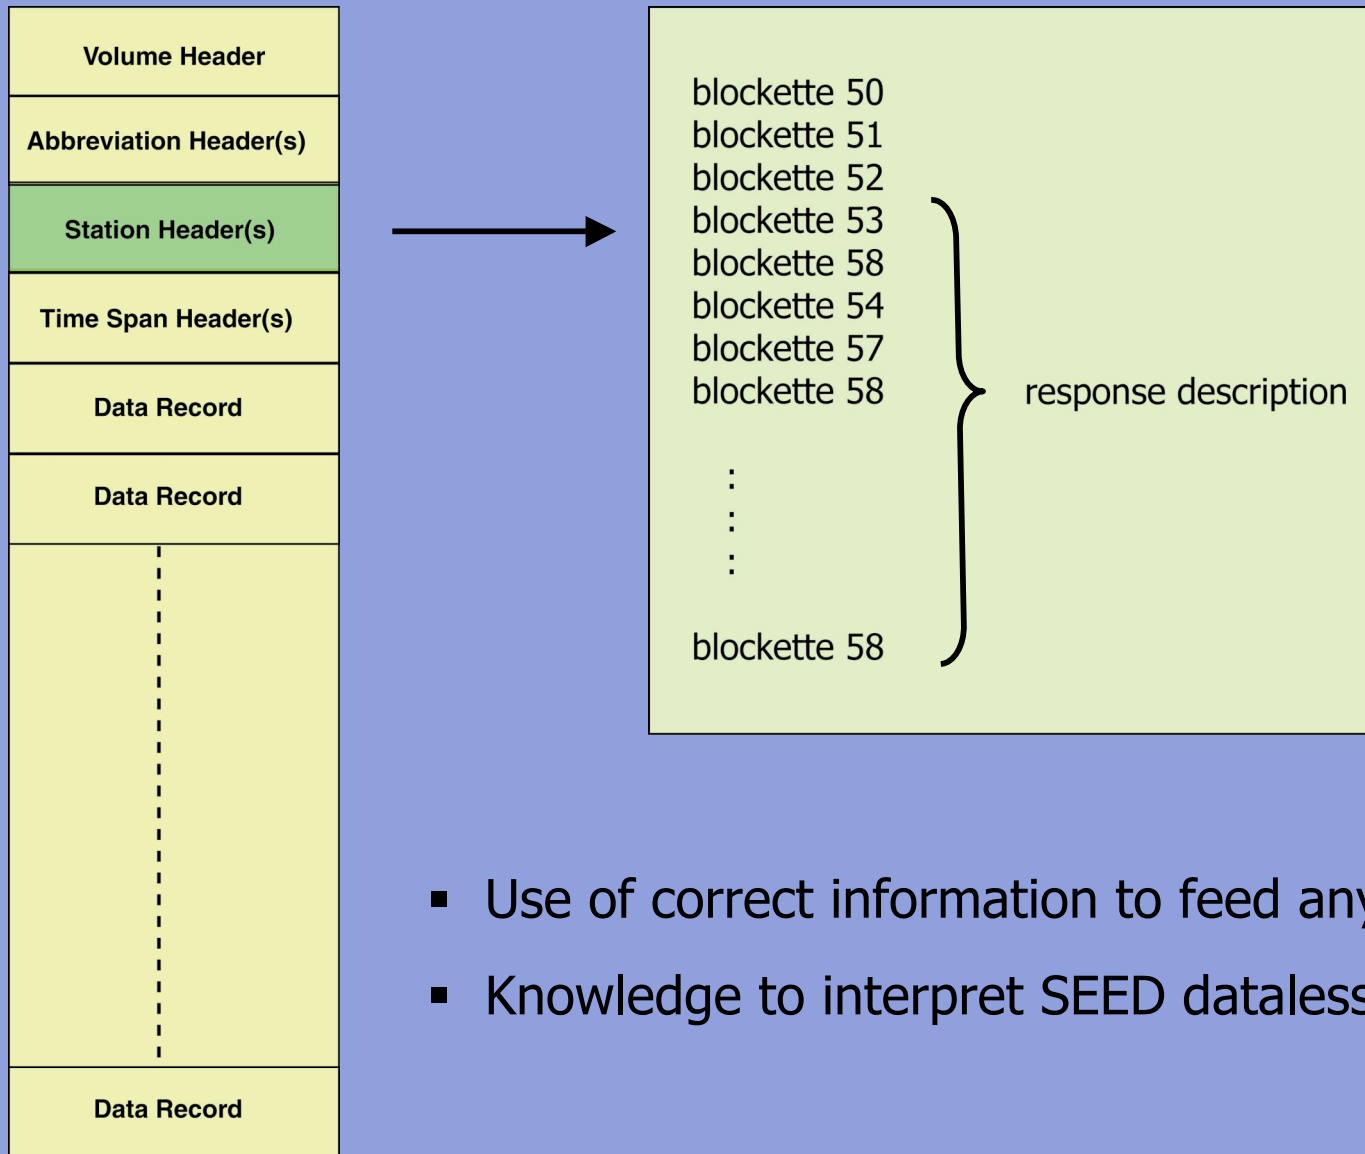 Volume Header
Abbreviation Header(s)
Station Header(s)
Time Span Header(s)
Data Record
Data Record
Data Record
blockette 50
blockette 51
blockette 52
blockette 53
blockette 58
blockette 54
blockette 57
blockette 58
:
:
:
blockette 58
response description
▪ Use of correct information to feed any
▪ Knowledge to interpret SEED dataless